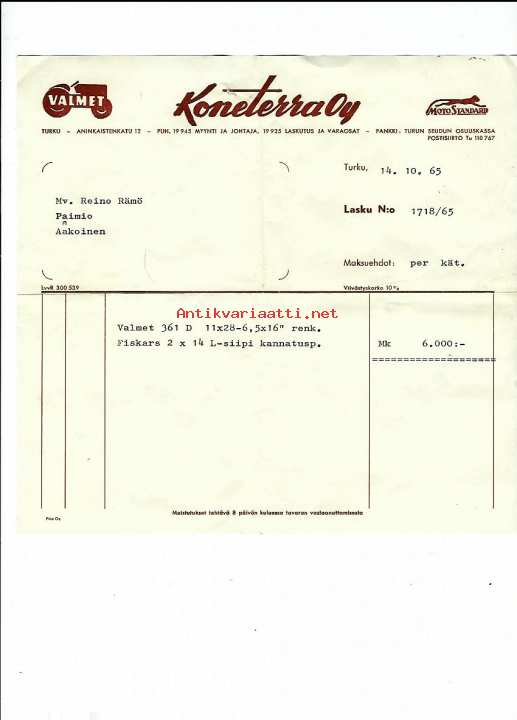 VALMET
Koneterra Oy
MOTO STANDARD
TURKU – ANINKAISTENKATU 12 – PUH. 19 945 MYYNTI JA JOHTAJA, 19 925 LASKUTUS JA VARAOSAT – PANKKI: TURUN SEUDUN OSUUSKASSA
POSTISIIRTO Tu 110 767
Turku, 14. 10. 65
Mv. Reino Rämö
Paimio
Aakoinen
Lasku N:o 1718/65
Maksuehdot: per kät.
LvvR 300 539
Viivästyskorko 10 %
Antikvariaatti.net
Valmet 361 D 11x28-6,5x16" renk.
Fiskars 2 x 14 L-siipi kannatusp. Mk 6.000:-
Muistutukset tehtävä 8 päivän kuluessa tavaran vastaanottamisesta